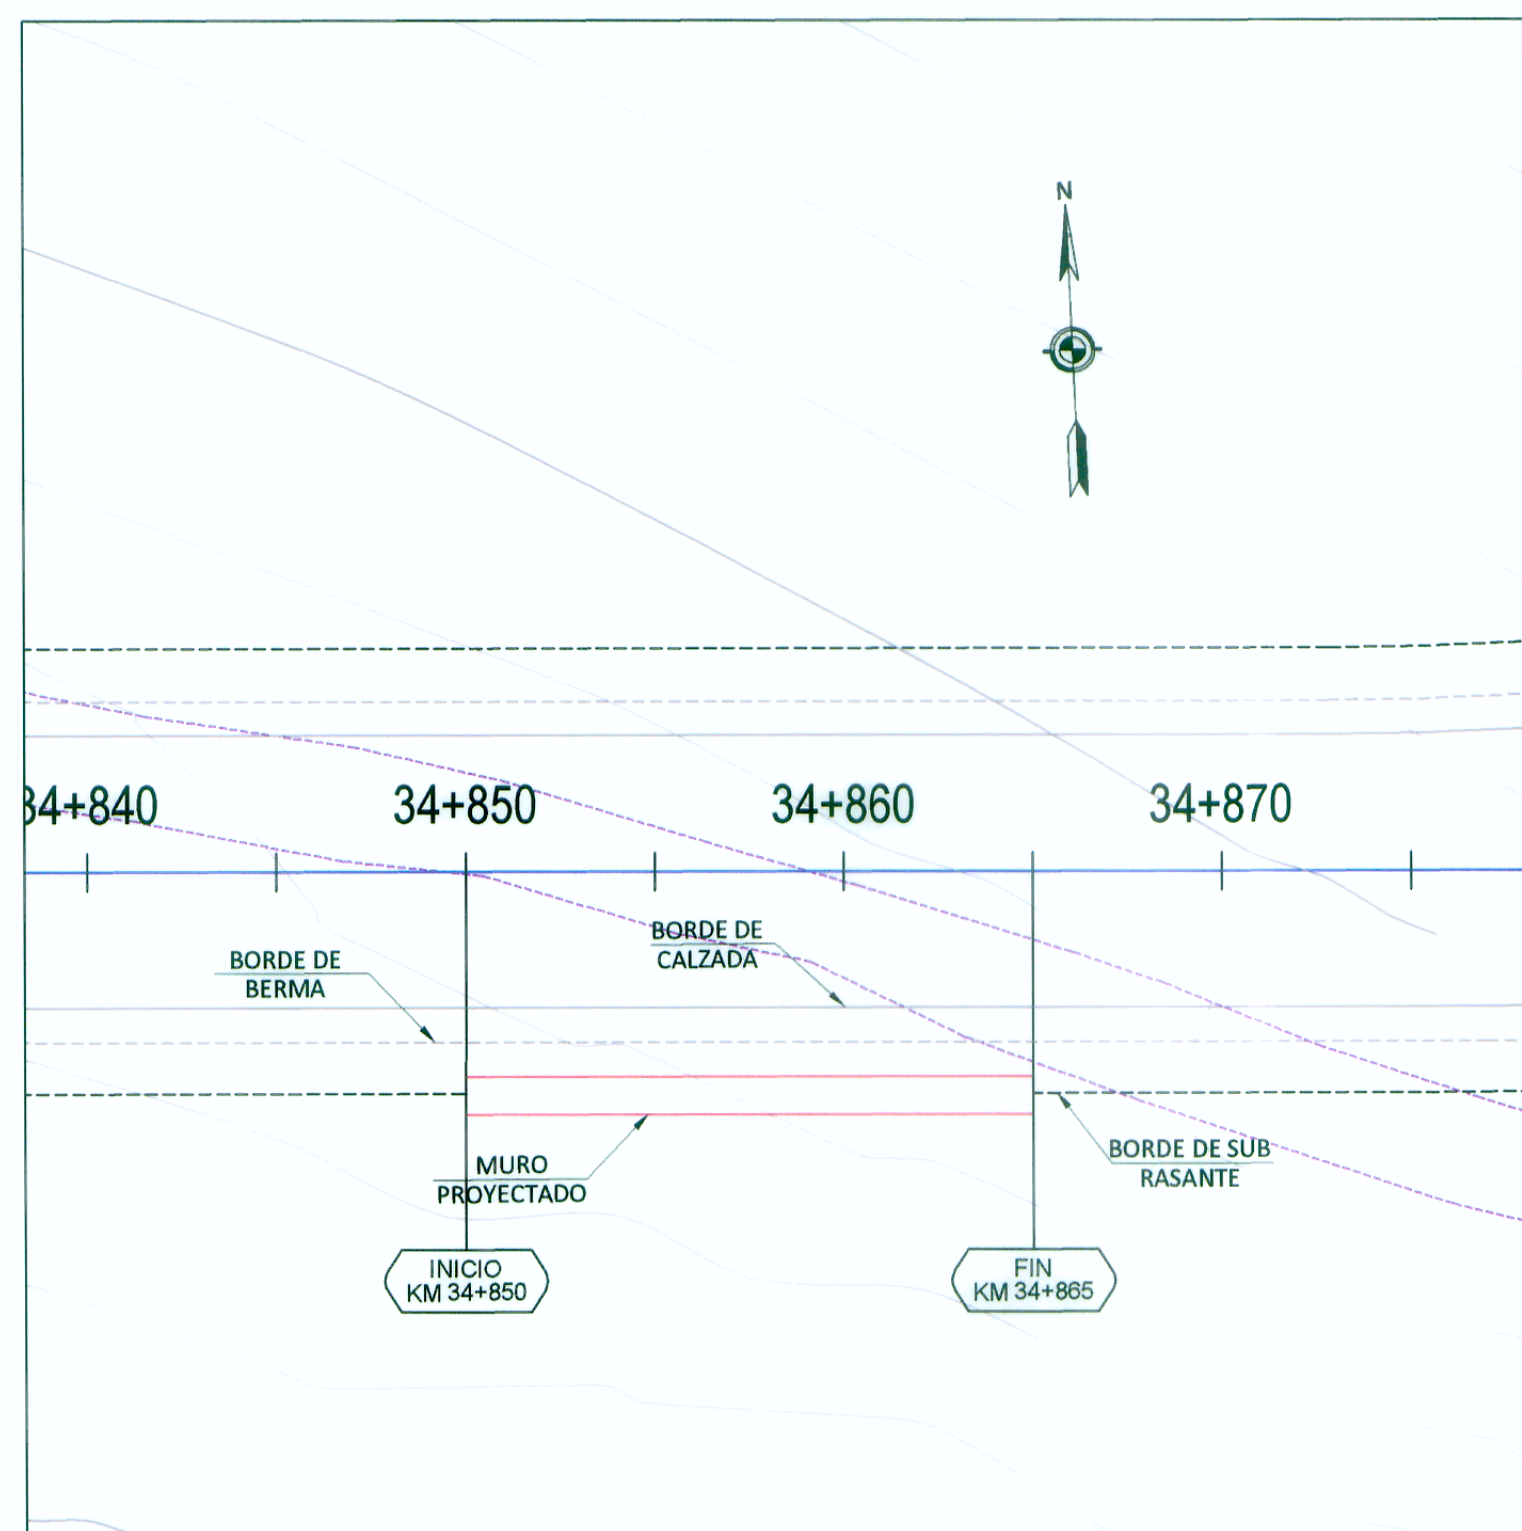 N
34+840
34+850
34+860
34+870
BORDE DE
CALZADA
BORDE DE
BERMA
BORDE DE SUB
RASANTE
MURO
PROYECTADO
INICIO
KM 34+850
FIN
KM 34+865